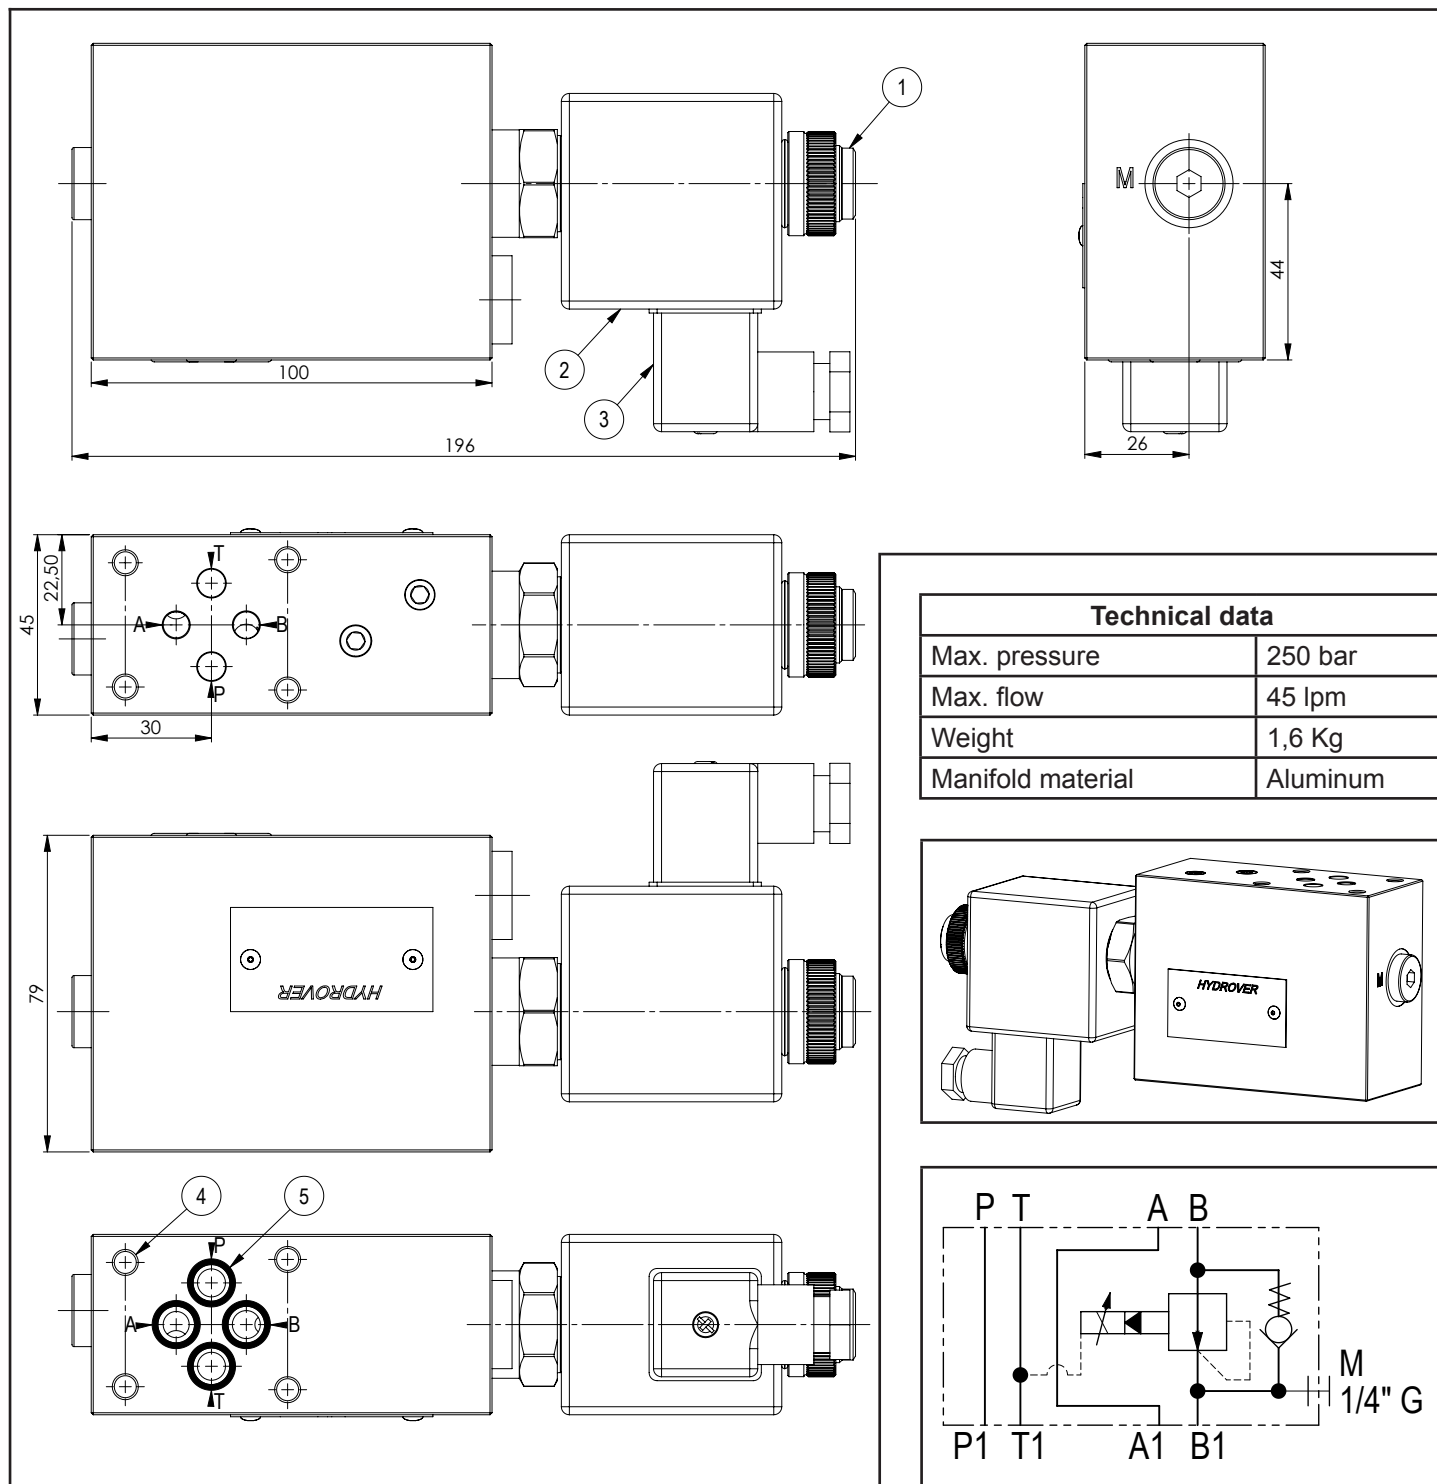 1
M
44
2
100
3
196
26
22,50
45
T
A
B
P
30
Technical data
Max. pressure 250 bar
Max. flow 45 lpm
Weight 1,6 Kg
Manifold material Aluminum
79
HYDROVER
HYDROVER
M
4
5
P
A
B
T
P T A B
M
1/4" G
P1 T1 A1 B1